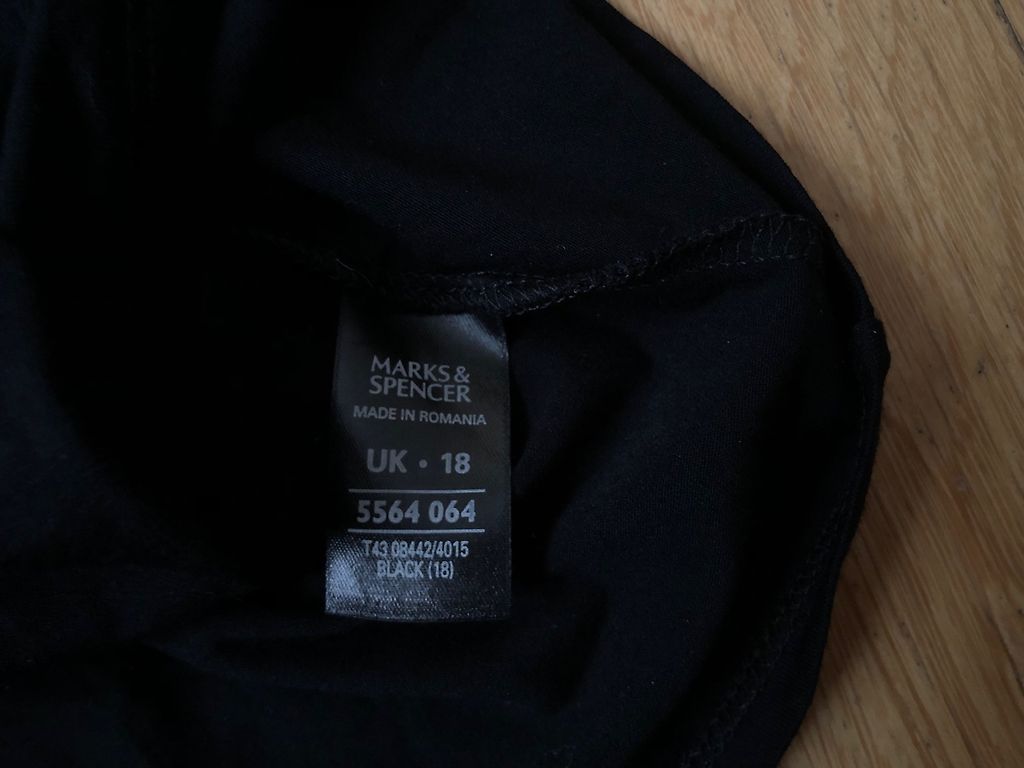 MARKS &
SPENCER
MADE IN ROMANIA
UK • 18
5564 064
T43 08442/4015
BLACK (18)